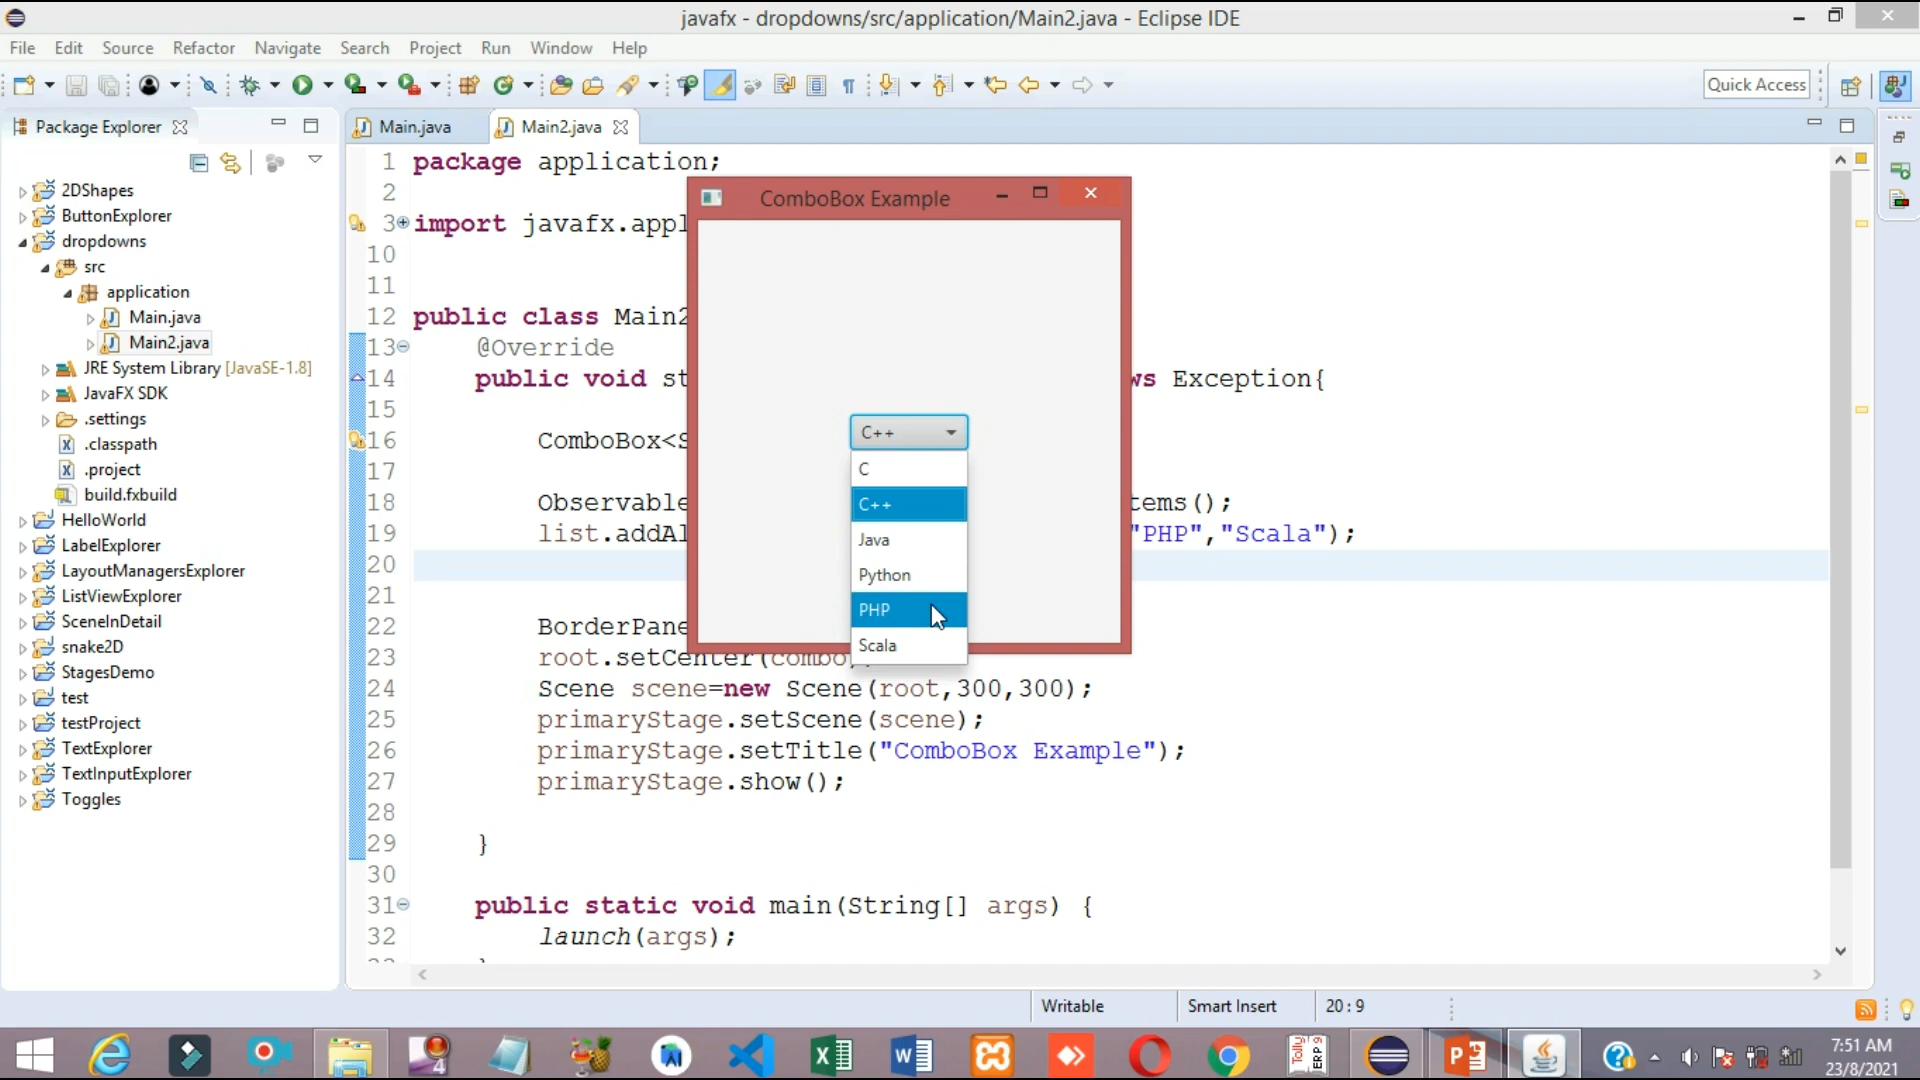 javafx - dropdowns/src/application/Main2.java - Eclipse IDE
File Edit Source Refactor Navigate Search Project Run Window Help
Quick Access
Package Explorer
Main.java
Main2.java
2DShapes
ButtonExplorer
dropdowns
src
application
Main.java
Main2.java
JRE System Library [JavaSE-1.8]
JavaFX SDK
.settings
.classpath
.project
build.fxbuild
HelloWorld
LabelExplorer
LayoutManagersExplorer
ListViewExplorer
SceneInDetail
snake2D
StagesDemo
test
testProject
TextExplorer
TextInputExplorer
Toggles
1 package application;
2
3 import javafx.appl
10
11
12 public class Main2
13 @Override
14 public void st ws Exception{
15
16 ComboBox<S
17
18 Observable tems();
19 list.addAl "PHP","Scala");
20
21
22 BorderPane
23 root.setCenter(combo);
24 Scene scene=new Scene(root,300,300);
25 primaryStage.setScene(scene);
26 primaryStage.setTitle("ComboBox Example");
27 primaryStage.show();
28
29 }
30
31 public static void main(String[] args) {
32 launch(args);
ComboBox Example
C++
C
C++
Java
Python
PHP
Scala
Writable Smart Insert 20 : 9
7:51 AM
23/8/2021